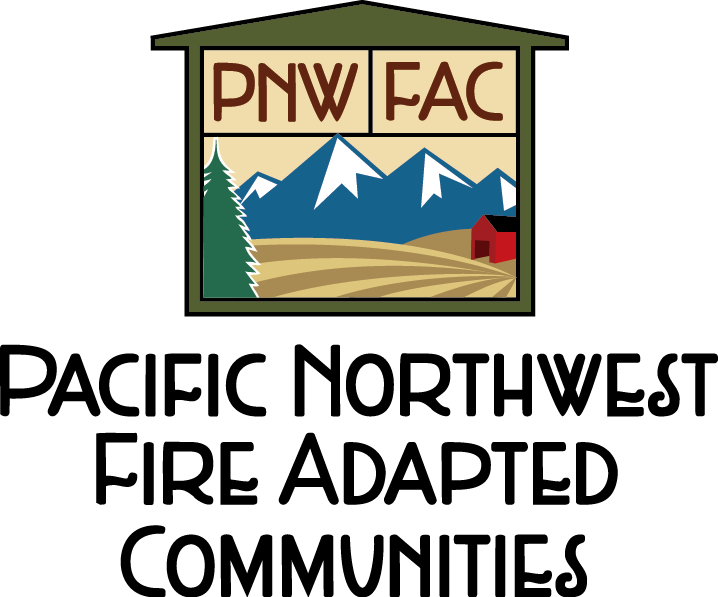 PNW FAC
PACIFIC NORTHWEST
FIRE ADAPTED
COMMUNITIES